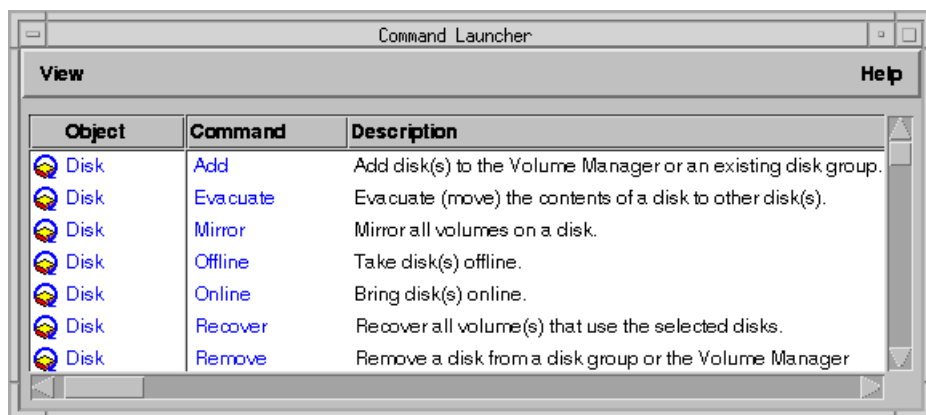 Command Launcher
View Help
Object Command Description
Disk Add Add disk(s) to the Volume Manager or an existing disk group.
Disk Evacuate Evacuate (move) the contents of a disk to other disk(s).
Disk Mirror Mirror all volumes on a disk.
Disk Offline Take disk(s) offline.
Disk Online Bring disk(s) online.
Disk Recover Recover all volume(s) that use the selected disks.
Disk Remove Remove a disk from a disk group or the Volume Manager